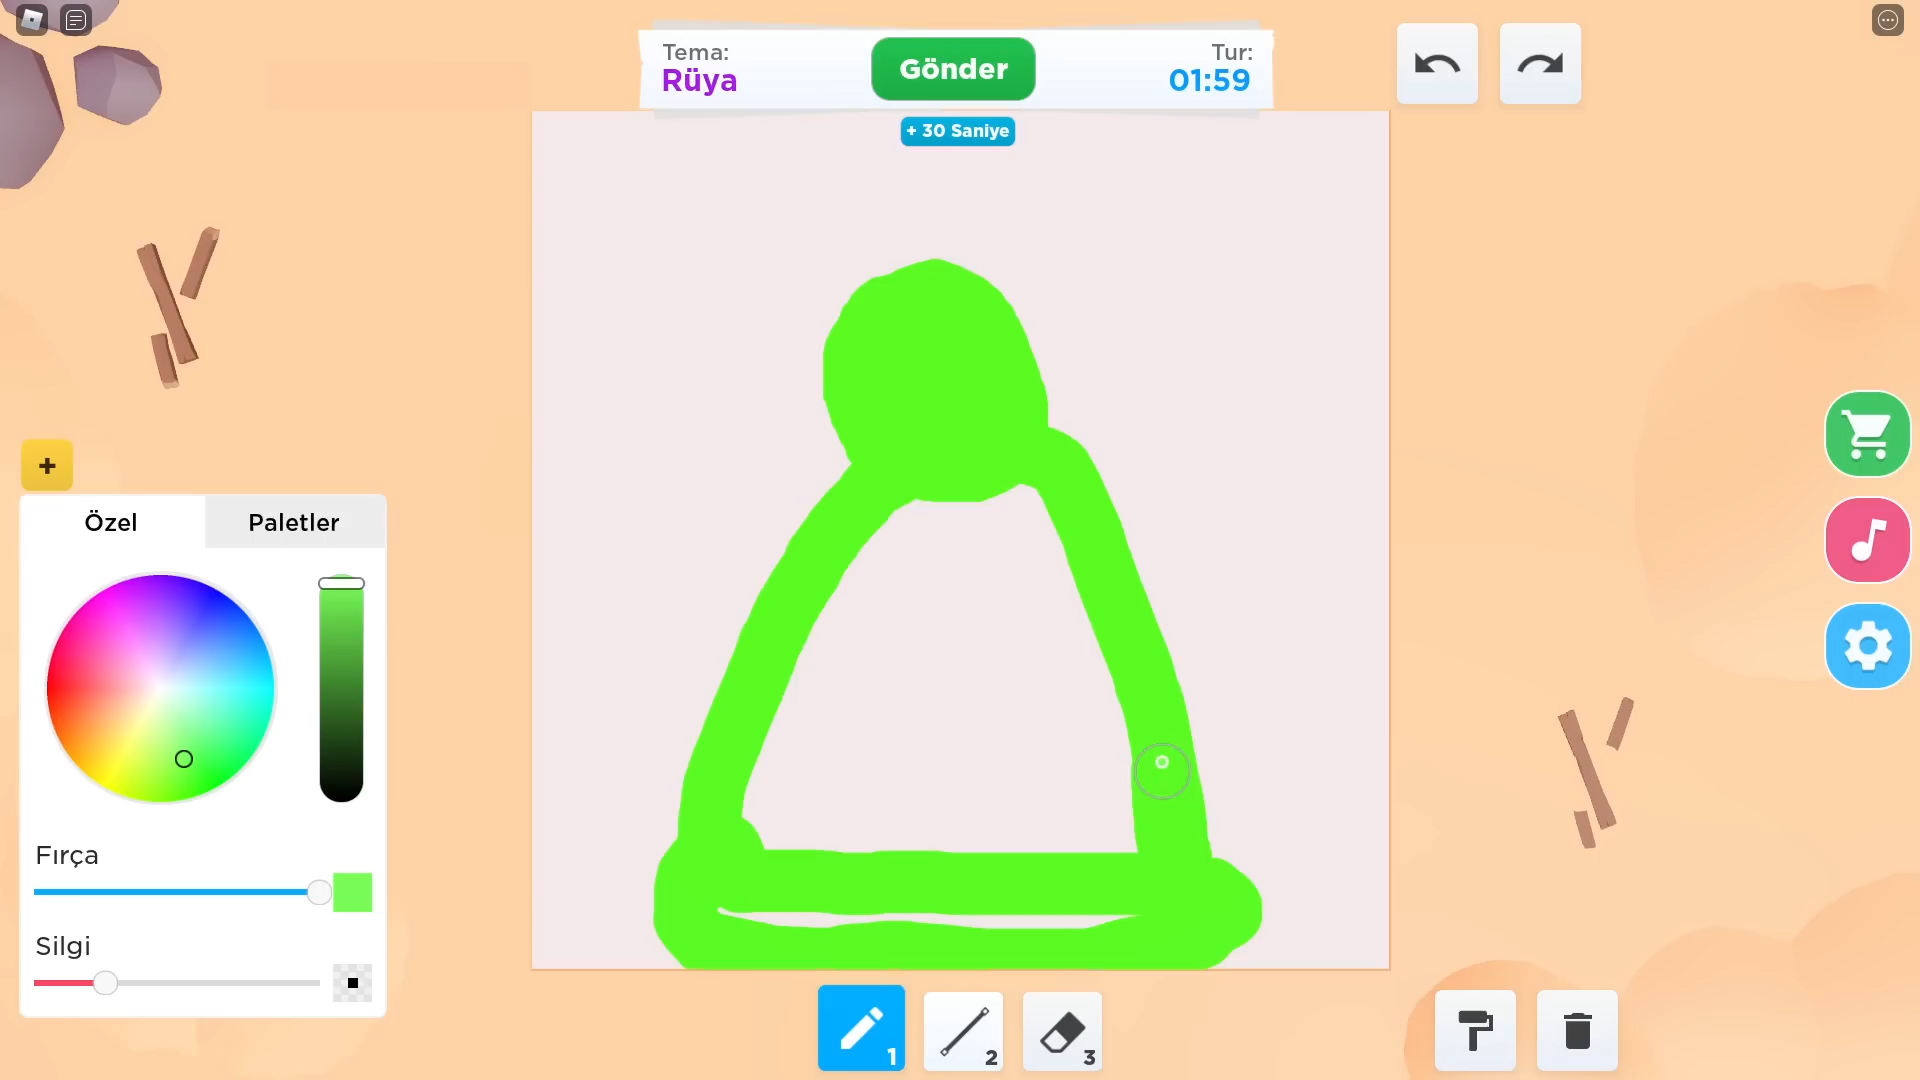 Tema:
Rüya
Gönder
Tur:
01:59
+ 30 Saniye
+
Özel
Paletler
Fırça
Silgi
1
2
3